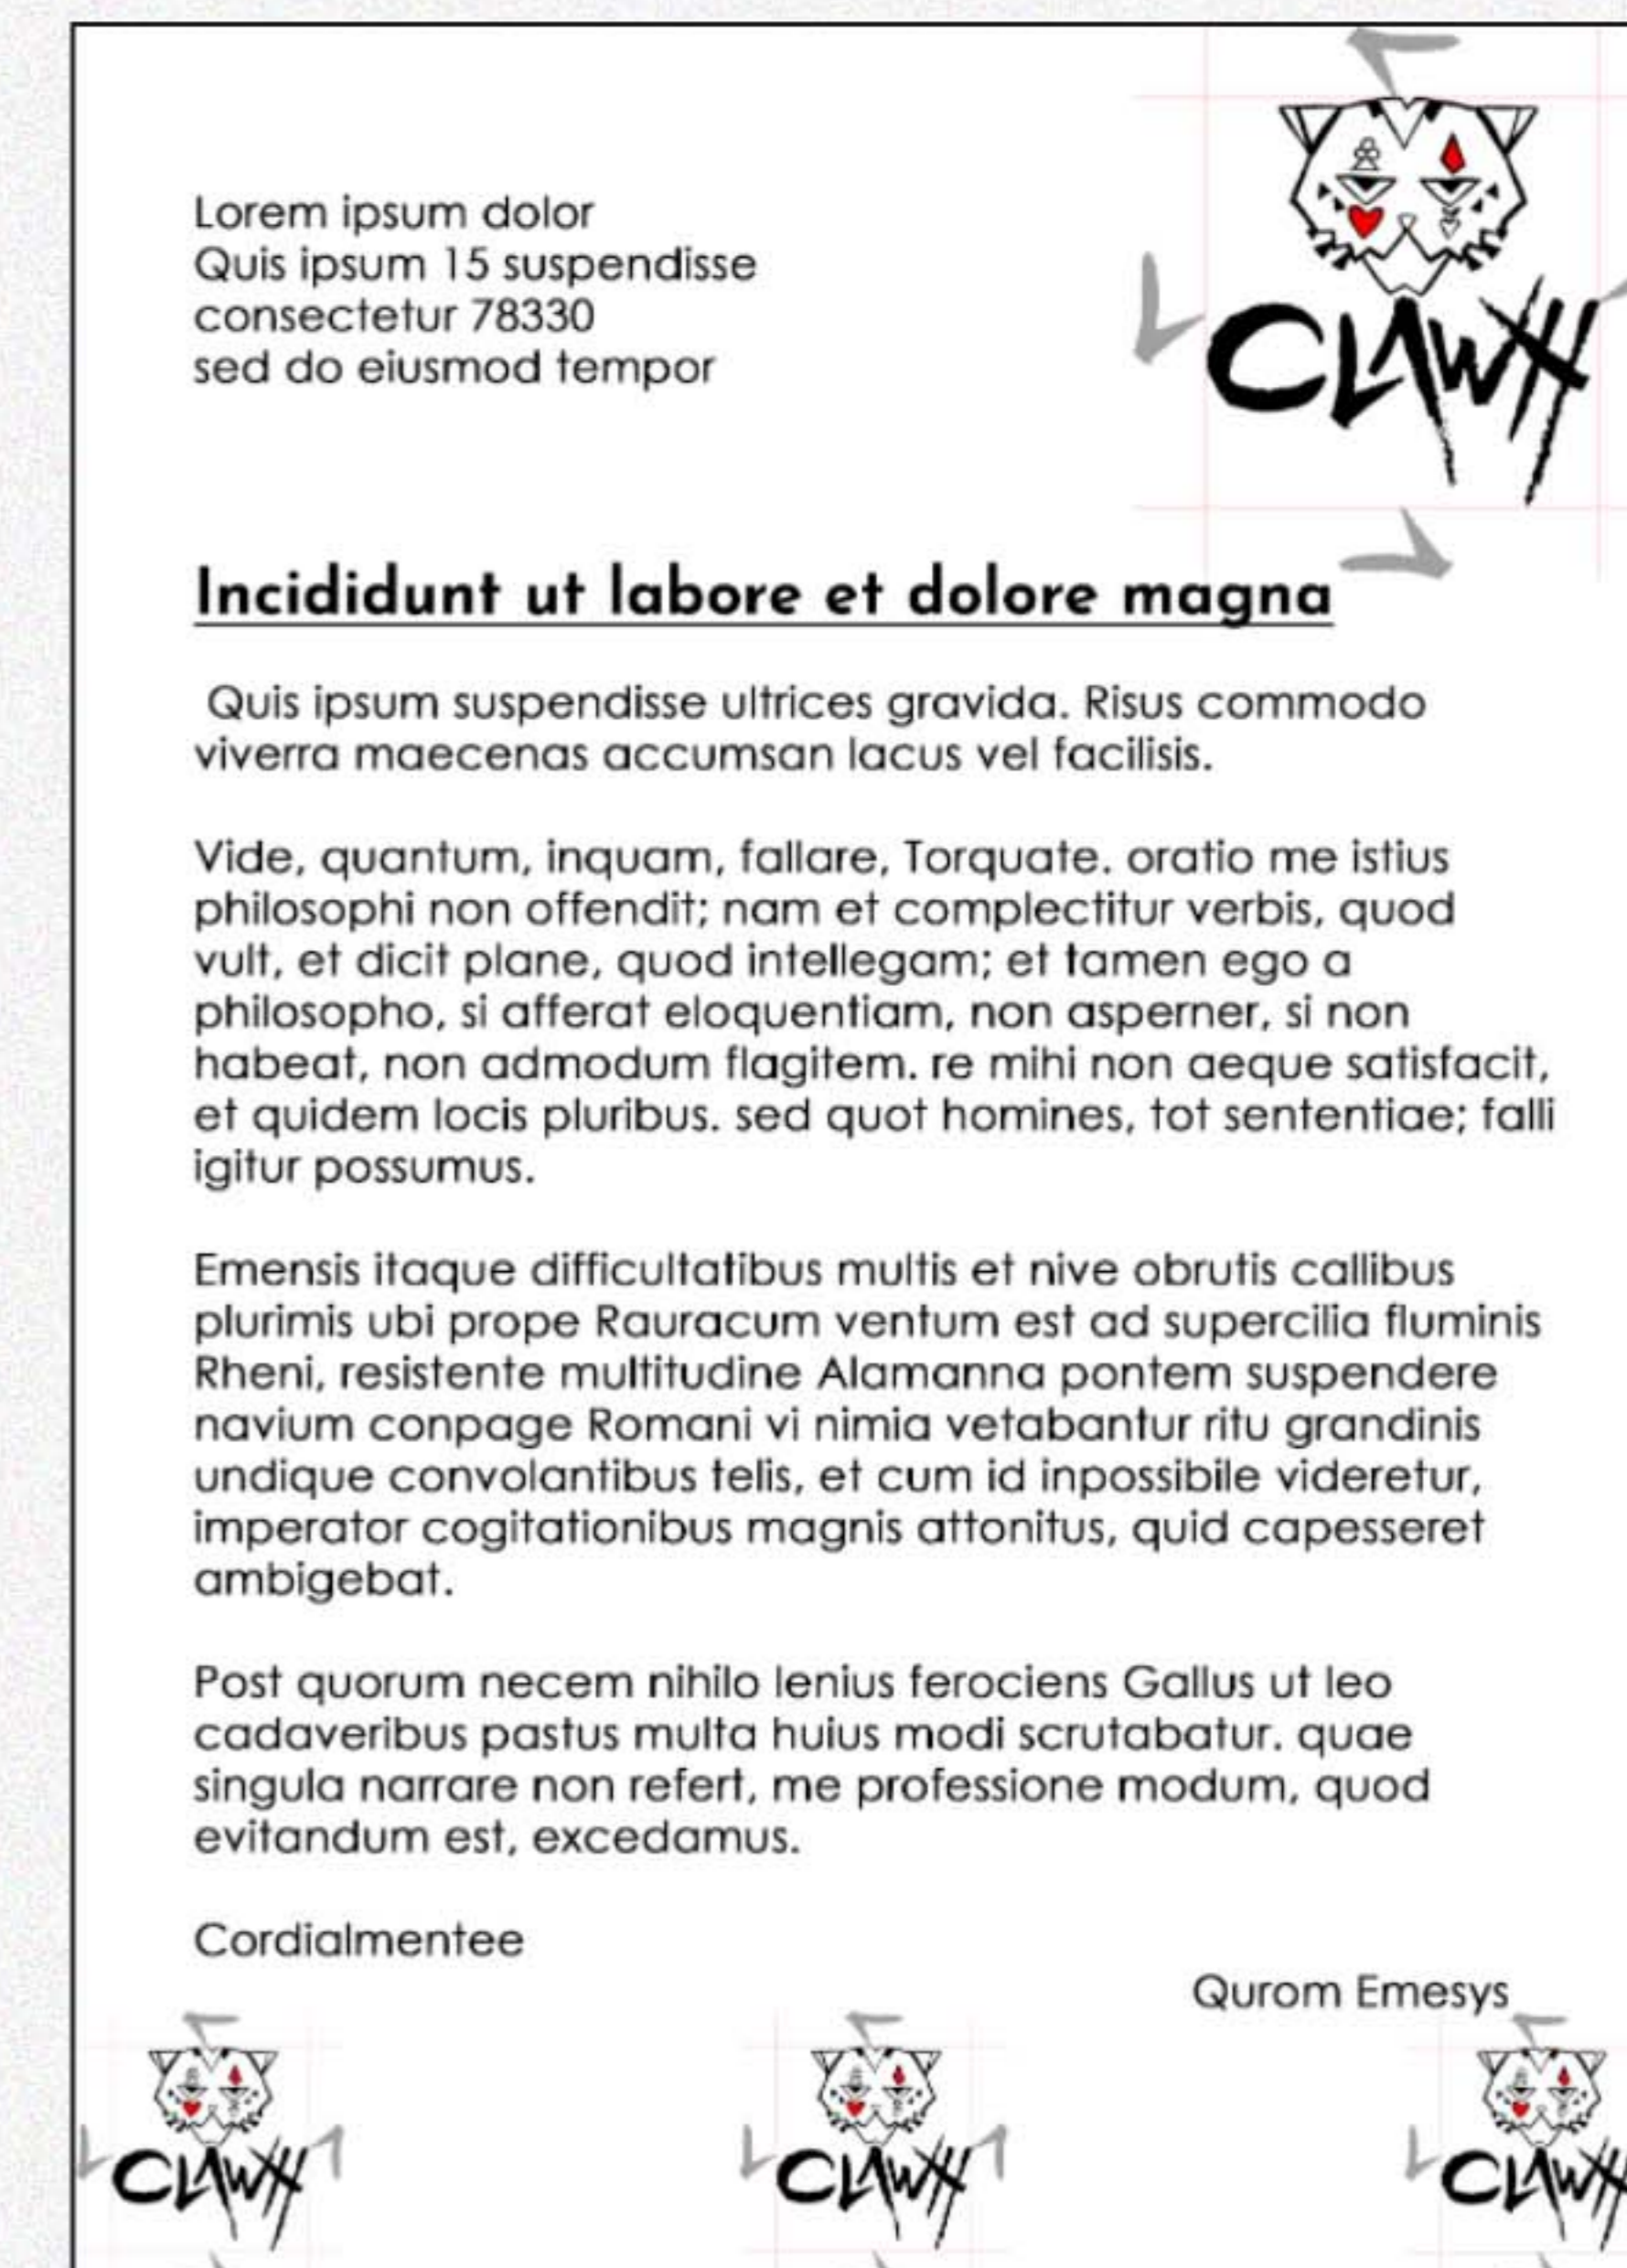 Lorem ipsum dolor
Quis ipsum 15 suspendisse
consectetur 78330
sed do eiusmod tempor
CLAWH
Incididunt ut labore et dolore magna
Quis ipsum suspendisse ultrices gravida. Risus commodo
viverra maecenas accumsan lacus vel facilisis.
Vide, quantum, inquam, fallare, Torquate. oratio me istius
philosophi non offendit; nam et complectitur verbis, quod
vult, et dicit plane, quod intellegam; et tamen ego a
philosopho, si afferat eloquentiam, non asperner, si non
habeat, non admodum flagitem. re mihi non aeque satisfacit,
et quidem locis pluribus. sed quot homines, tot sententiae; falli
igitur possumus.
Emensis itaque difficultatibus multis et nive obrutis callibus
plurimis ubi prope Rauracum ventum est ad supercilia fluminis
Rheni, resistente multitudine Alamanna pontem suspendere
navium conpage Romani vi nimia vetabantur ritu grandinis
undique convolantibus telis, et cum id inpossibile videretur,
imperator cogitationibus magnis attonitus, quid capesseret
ambigebat.
Post quorum necem nihilo lenius ferociens Gallus ut leo
cadaveribus pastus multa huius modi scrutabatur. quae
singula narrare non refert, me professione modum, quod
evitandum est, excedamus.
Cordialmentee
Qurom Emesys
CLAWH
CLAWH
CLAWH